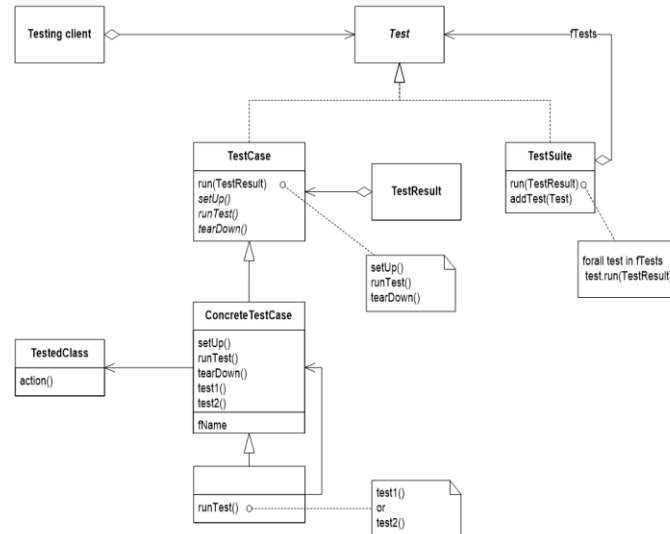 Testing client
Test
fTests
TestCase
run(TestResult)
setUp()
runTest()
tearDown()
TestResult
TestSuite
run(TestResult)
addTest(Test)
setUp()
runTest()
tearDown()
forall test in fTests
test.run(TestResult)
ConcreteTestCase
setUp()
runTest()
tearDown()
test1()
test2()
fName
TestedClass
action()
runTest()
test1()
or
test2()